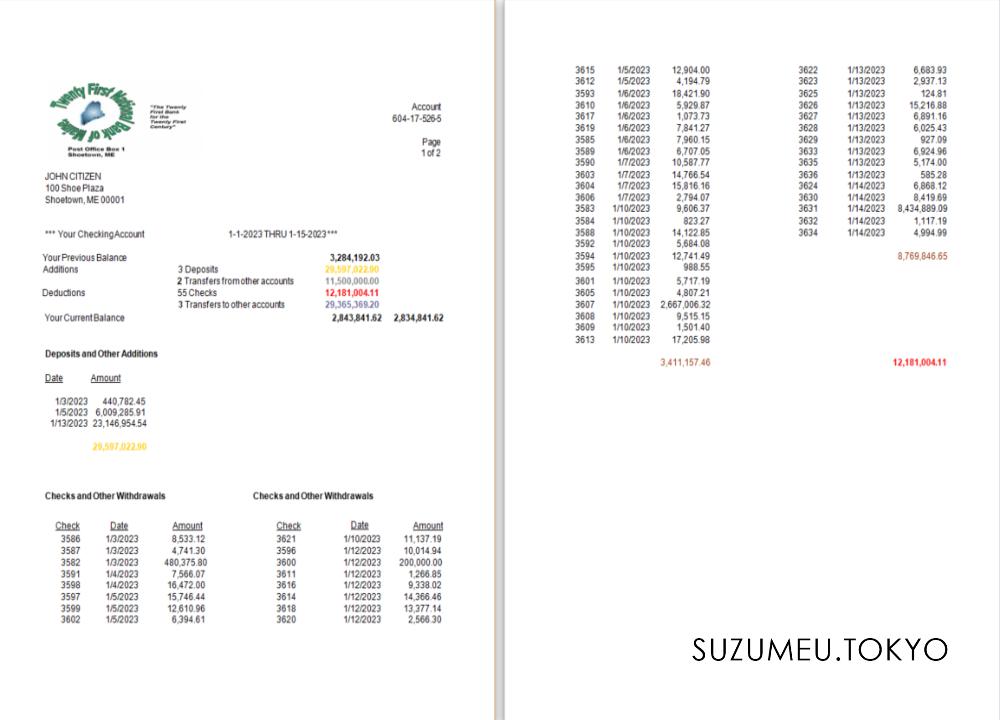 Twenty First National Bank of Maine
"The Twenty
First Bank
for the
Twenty First
Century"
Post Office Box 1
Shoetown, ME
Account
604-17-526-5
Page
1 of 2
JOHN CITIZEN
100 Shoe Plaza
Shoetown, ME 00001
*** Your Checking Account 1-1-2023 THRU 1-15-2023***
Your Previous Balance 3,284,192.03
Additions 3 Deposits 29,597,022.90
2 Transfers from other accounts 11,500,000.00
Deductions 55 Checks 12,181,004.11
3 Transfers to other accounts 29,365,369.20
Your Current Balance 2,843,841.62 2,834,841.62
Deposits and Other Additions
Date Amount
1/3/2023 440,782.45
1/5/2023 6,009,285.91
1/13/2023 23,146,954.54
29,597,022.90
Checks and Other Withdrawals Checks and Other Withdrawals
Check Date Amount Check Date Amount
3586 1/3/2023 8,533.12 3621 1/10/2023 11,137.19
3587 1/3/2023 4,741.30 3596 1/12/2023 10,014.94
3582 1/3/2023 480,375.80 3600 1/12/2023 200,000.00
3591 1/4/2023 7,566.07 3611 1/12/2023 1,266.85
3598 1/4/2023 16,472.00 3616 1/12/2023 9,338.02
3597 1/5/2023 15,746.44 3614 1/12/2023 14,366.46
3599 1/5/2023 12,610.96 3618 1/12/2023 13,377.14
3602 1/5/2023 6,394.61 3620 1/12/2023 2,566.30
3615 1/5/2023 12,904.00 3622 1/13/2023 6,683.93
3612 1/5/2023 4,194.79 3623 1/13/2023 2,937.13
3593 1/6/2023 18,421.90 3625 1/13/2023 124.81
3610 1/6/2023 5,929.87 3626 1/13/2023 15,216.88
3617 1/6/2023 1,073.73 3627 1/13/2023 6,891.16
3619 1/6/2023 7,841.27 3628 1/13/2023 6,025.43
3585 1/6/2023 7,960.15 3629 1/13/2023 927.09
3589 1/6/2023 6,707.05 3633 1/13/2023 6,924.96
3590 1/7/2023 10,587.77 3635 1/13/2023 5,174.00
3603 1/7/2023 14,766.54 3636 1/13/2023 585.28
3604 1/7/2023 15,816.16 3624 1/14/2023 6,868.12
3606 1/7/2023 2,794.07 3630 1/14/2023 8,419.69
3583 1/10/2023 9,606.37 3631 1/14/2023 8,434,889.09
3584 1/10/2023 823.27 3632 1/14/2023 1,117.19
3588 1/10/2023 14,122.85 3634 1/14/2023 4,994.99
3592 1/10/2023 5,684.08
3594 1/10/2023 12,741.49 8,769,846.65
3595 1/10/2023 988.55
3601 1/10/2023 5,717.19
3605 1/10/2023 4,807.21
3607 1/10/2023 2,667,006.32
3608 1/10/2023 9,515.15
3609 1/10/2023 1,501.40
3613 1/10/2023 17,205.98
3,411,157.46 12,181,004.11
SUZUMEU.TOKYO